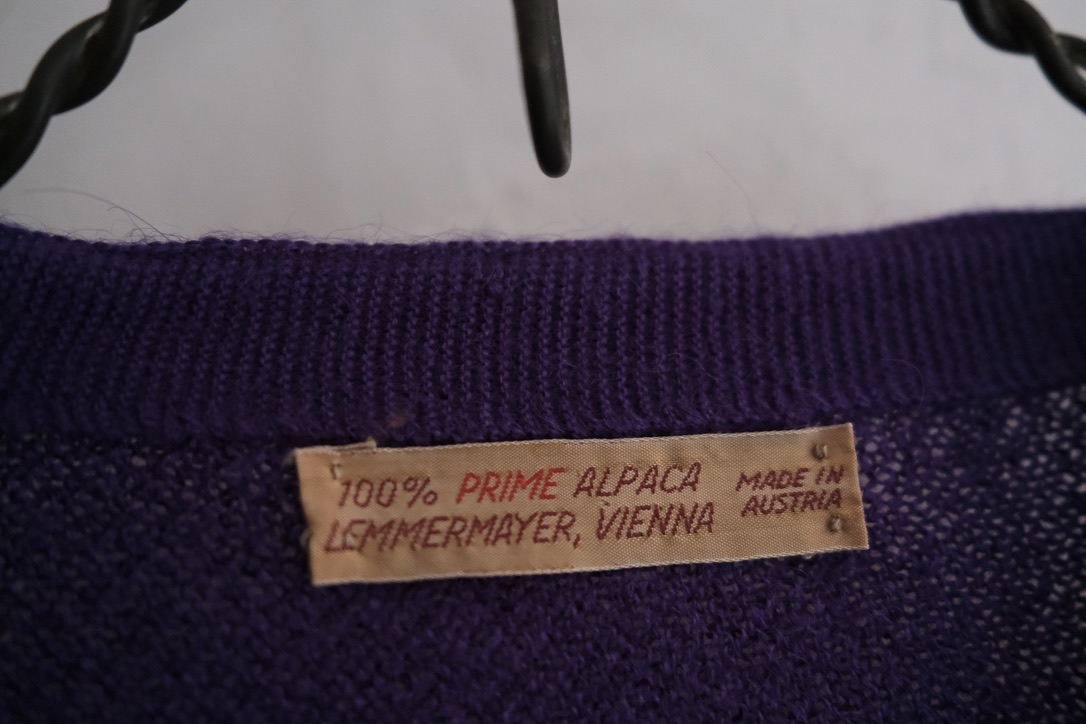 100% PRIME ALPACA
LEMMERMAYER, VIENNA
MADE IN
AUSTRIA